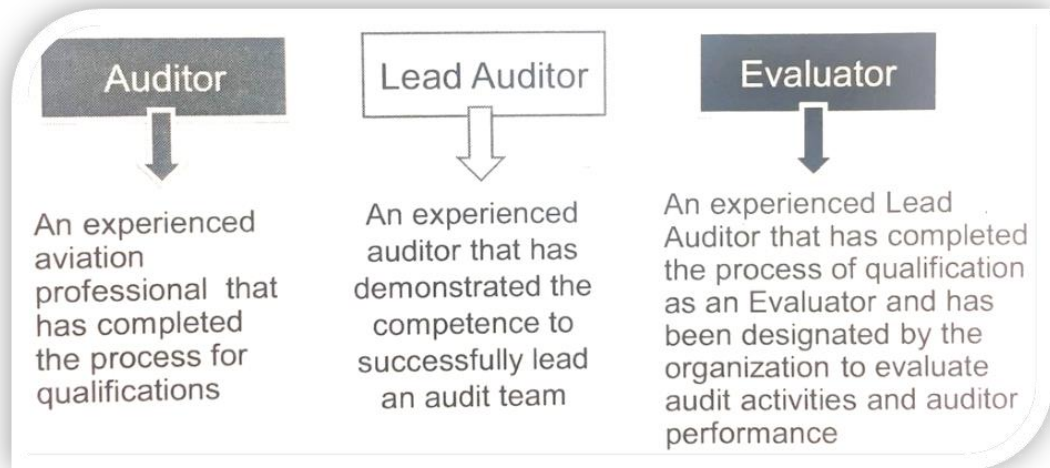 Auditor
An experienced
aviation
professional that
has completed
the process for
qualifications
Lead Auditor
An experienced
auditor that has
demonstrated the
competence to
successfully lead
an audit team
Evaluator
An experienced Lead
Auditor that has completed
the process of qualification
as an Evaluator and has
been designated by the
organization to evaluate
audit activities and auditor
performance